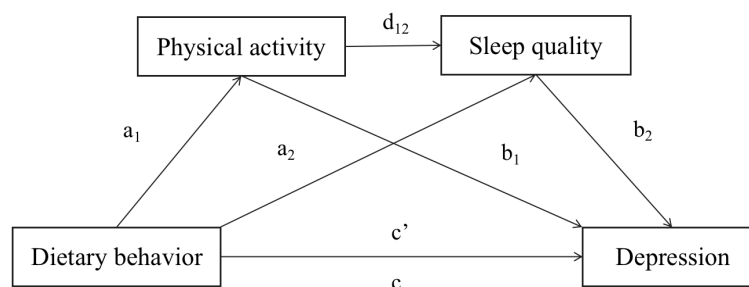 d12
Physical activity
Sleep quality
a1
a2
b1
b2
c’
Dietary behavior
Depression
c